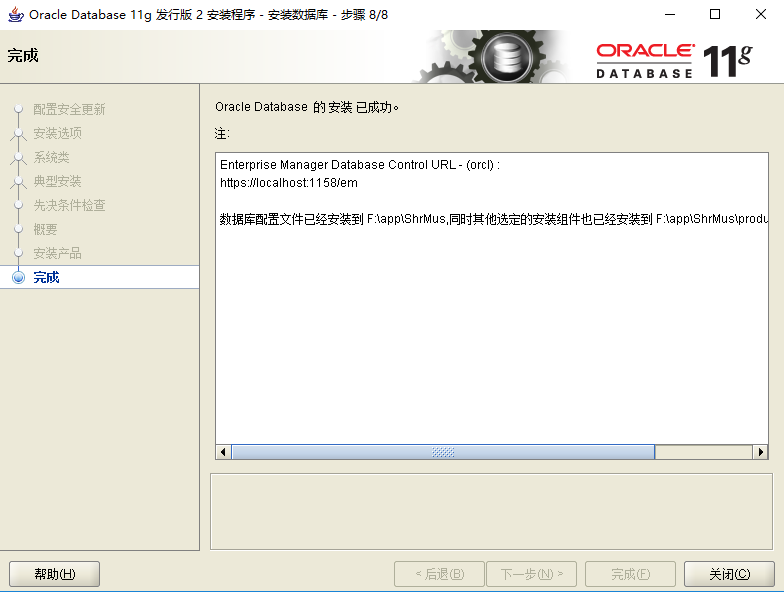 Oracle Database 11g 发行版 2 安装程序 - 安装数据库 - 步骤 8/8
完成
ORACLE
DATABASE
11g
配置安全更新
安装选项
系统类
典型安装
先决条件检查
概要
安装产品
完成
Oracle Database 的 安装 已成功。
注:
Enterprise Manager Database Control URL - (orcl) :
https://localhost:1158/em
数据库配置文件已经安装到 F:\app\ShrMus,同时其他选定的安装组件也已经安装到 F:\app\ShrMus\produ
帮助(H)
< 后退(B)
下一步(N) >
完成(F)
关闭(C)